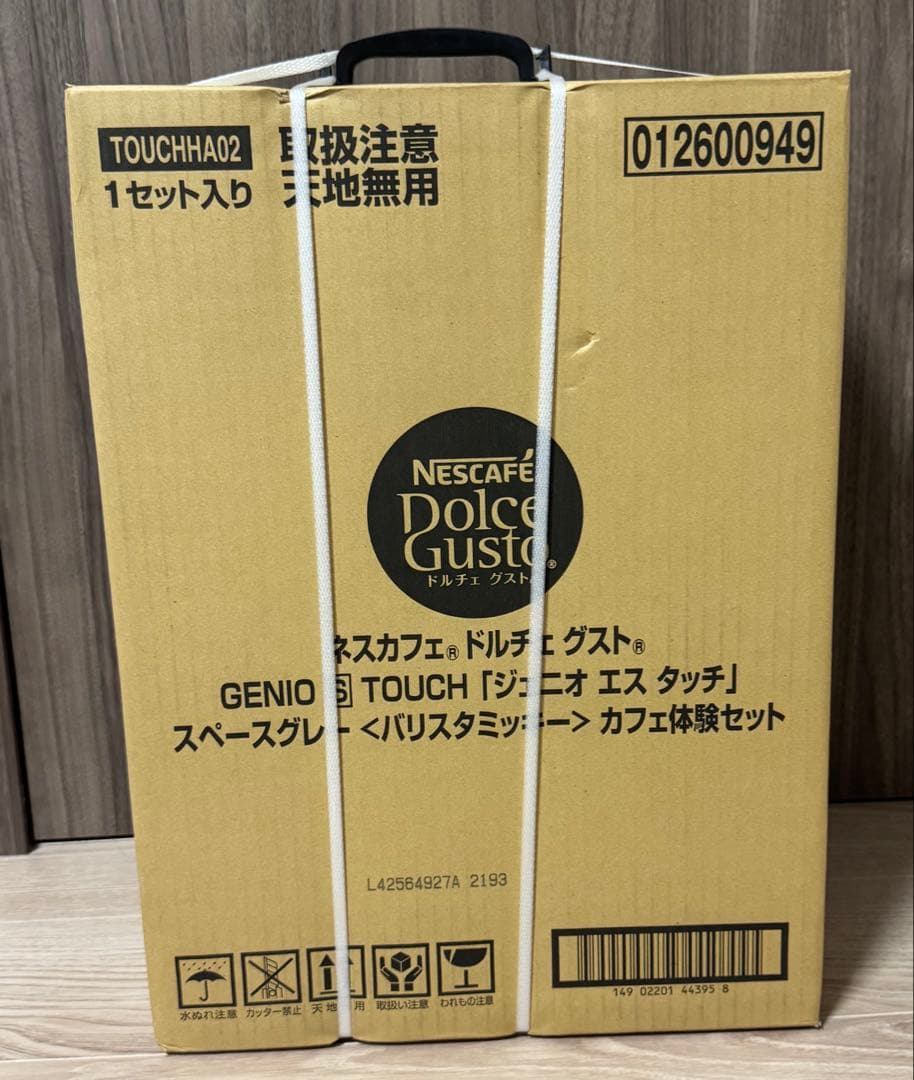 TOUCHHA02
1セット入り
取扱注意
天地無用
012600949
NESCAFÉ
Dolce
Gusto®
ドルチェ グスト
ネスカフェ® ドルチェ グスト®
GENIO S TOUCH「ジェニオ エス タッチ」
スペースグレー <バリスタミッキー> カフェ体験セット
L42564927A 2193
水ぬれ注意
カッター禁止
天地 用
取扱い注意
われもの注意
149 02201 44395 8